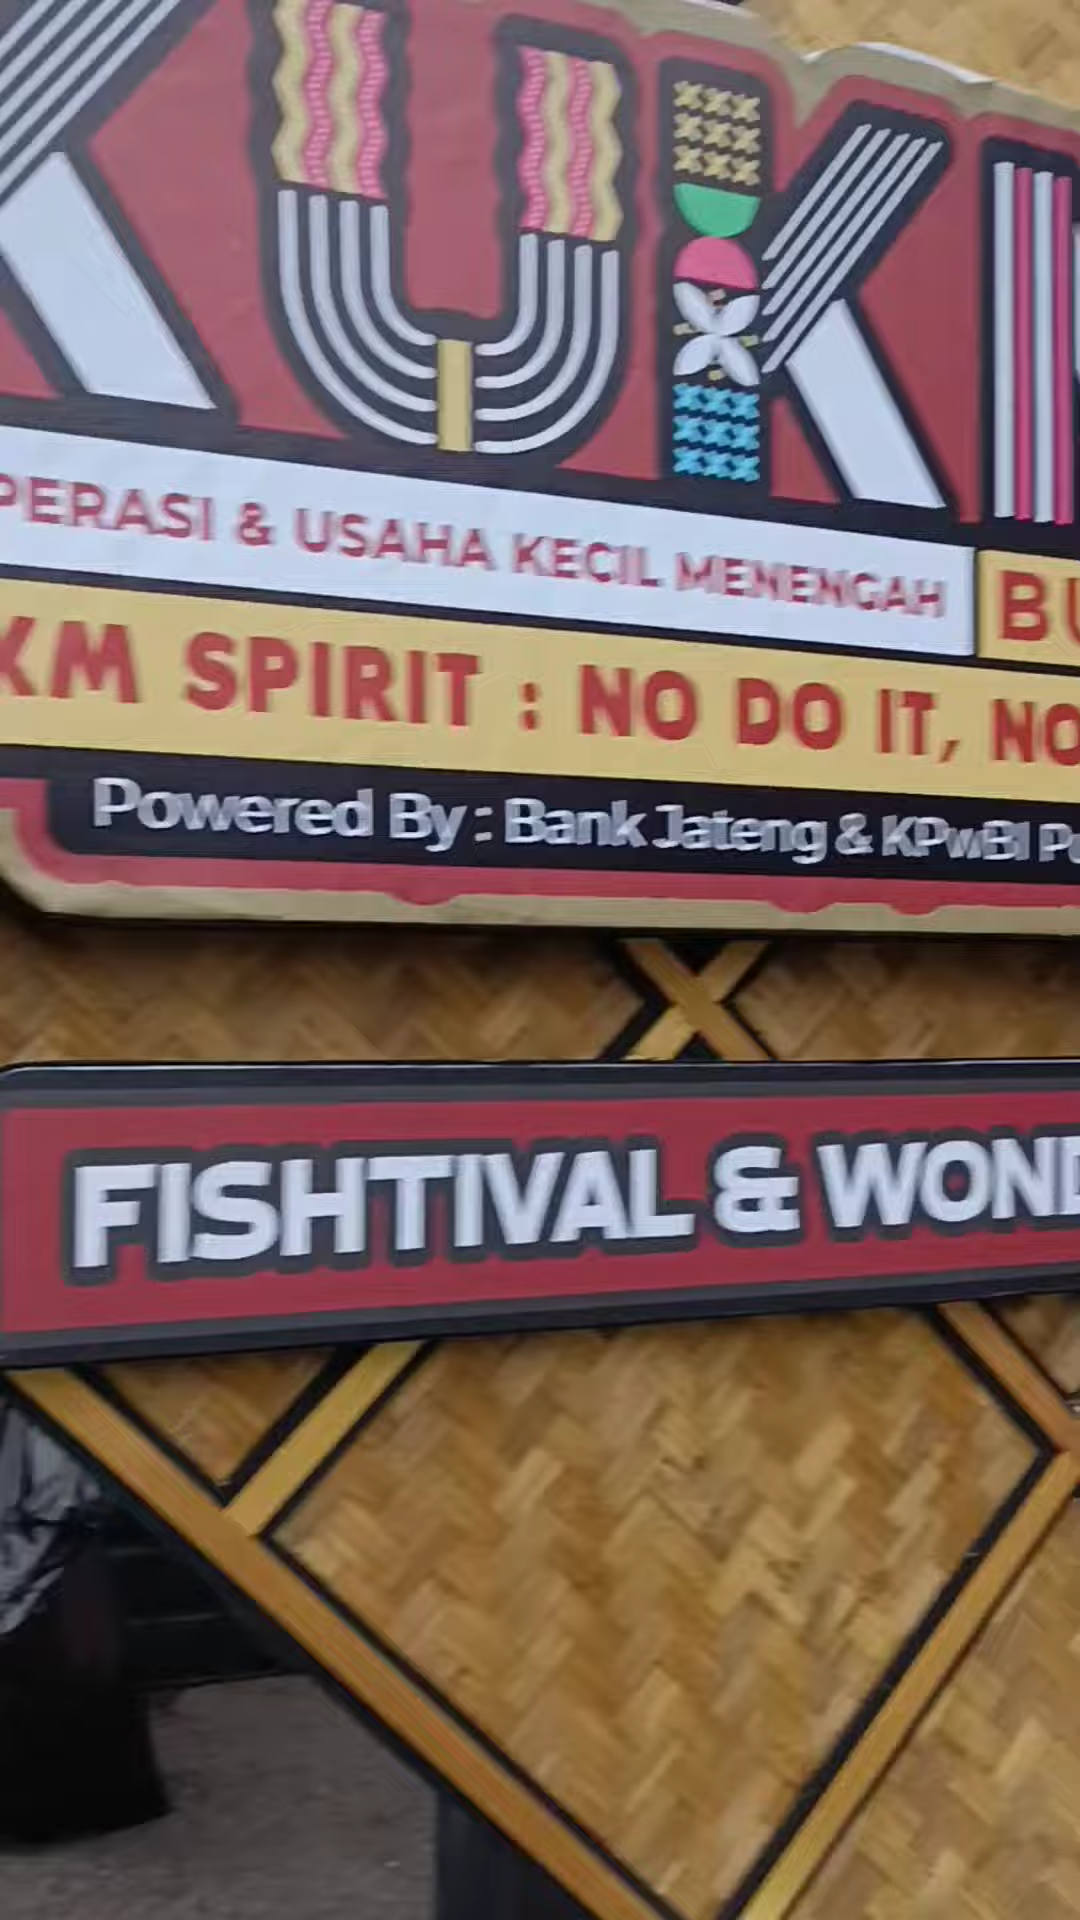 KUK
PERASI & USAHA KECIL MENENGAH
BU
KM SPIRIT : NO DO IT, NO
Powered By : Bank Jateng & KPwBI Pu
FISHTIVAL & WOND